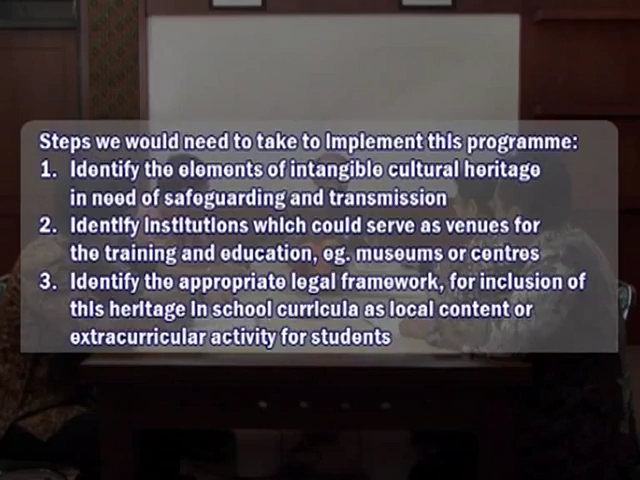 Steps we would need to take to implement this programme:
1. Identify the elements of intangible cultural heritage
in need of safeguarding and transmission
2. Identify institutions which could serve as venues for
the training and education, eg. museums or centres
3. Identify the appropriate legal framework, for inclusion of
this heritage in school curricula as local content or
extracurricular activity for students